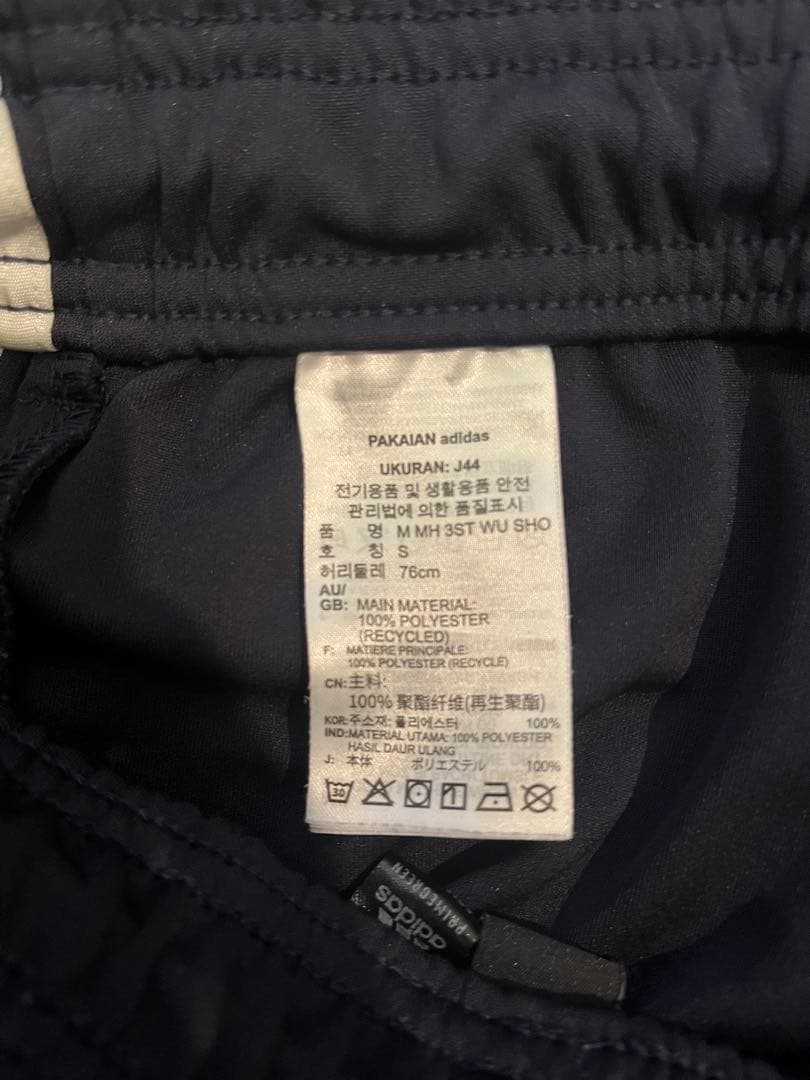 PAKAIAN adidas
UKURAN: J44
전기용품 및 생활용품 안전
관리법에 의한 품질표시
품 명 M MH 3ST WU SHO
호 칭 S
허리둘레 76cm
AU/
GB: MAIN MATERIAL:
100% POLYESTER
(RECYCLED)
F: MATIERE PRINCIPALE:
100% POLYESTER (RECYCLE)
CN: 主料:
100% 聚酯纤维(再生聚酯)
KOR: 주소재: 폴리에스터 100%
IND: MATERIAL UTAMA: 100% POLYESTER
HASIL DAUR ULANG
J: 本体 ポリエステル 100%
30
PRIMEGREEN
adidas